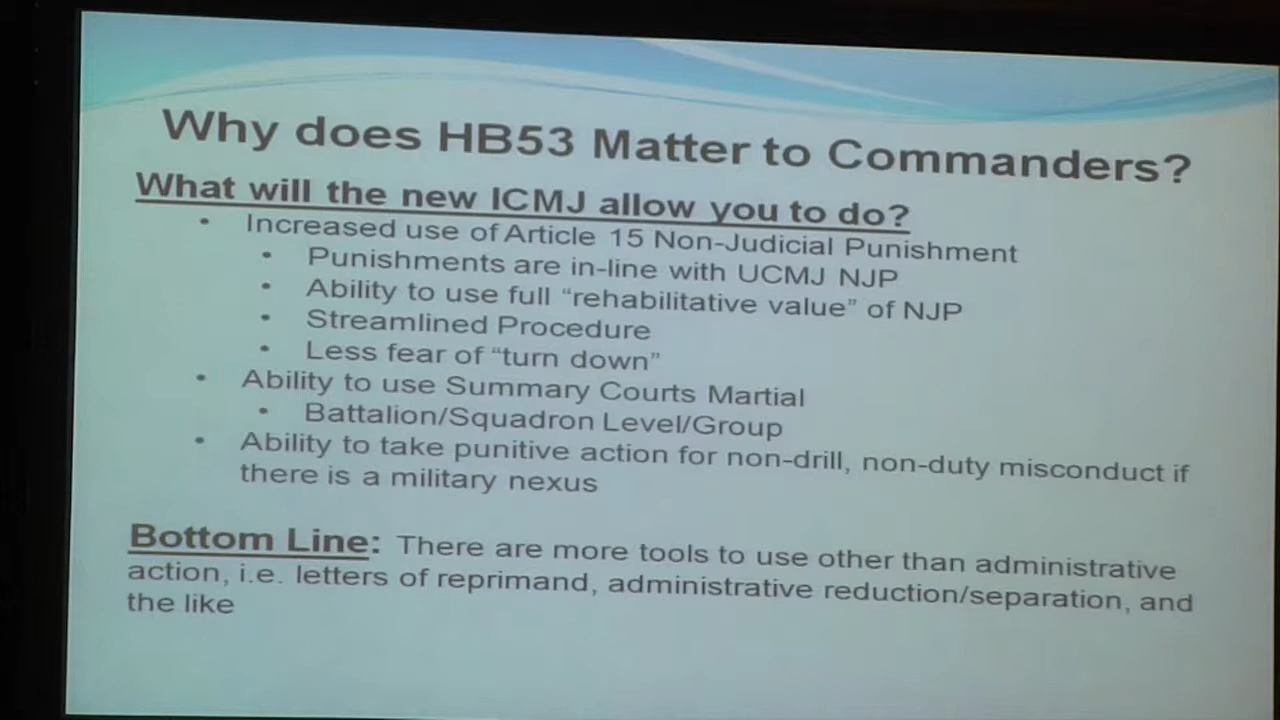 Why does HB53 Matter to Commanders?
What will the new ICMJ allow you to do?
• Increased use of Article 15 Non-Judicial Punishment
• Punishments are in-line with UCMJ NJP
• Ability to use full “rehabilitative value” of NJP
• Streamlined Procedure
• Less fear of “turn down”
• Ability to use Summary Courts Martial
• Battalion/Squadron Level/Group
• Ability to take punitive action for non-drill, non-duty misconduct if
there is a military nexus
Bottom Line: There are more tools to use other than administrative
action, i.e. letters of reprimand, administrative reduction/separation, and
the like